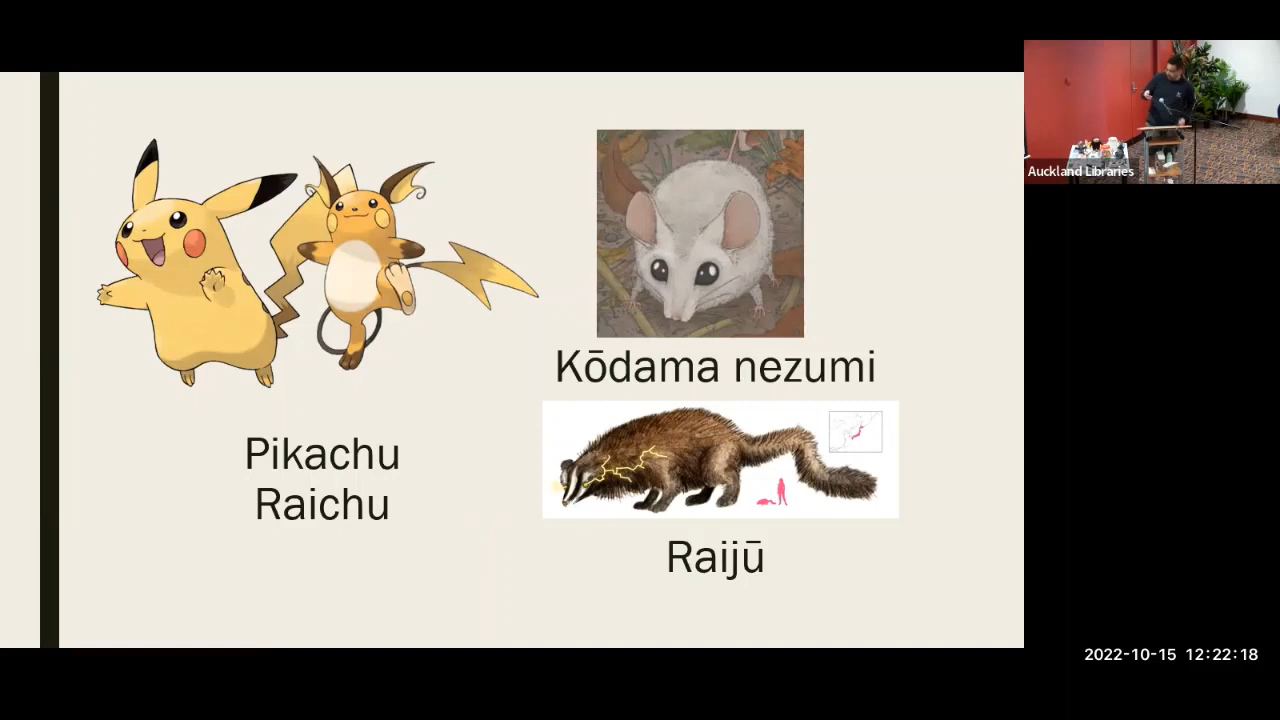 Auckland Libraries
Kōdama nezumi
Pikachu
Raichu
Raijū
2022-10-15 12:22:18